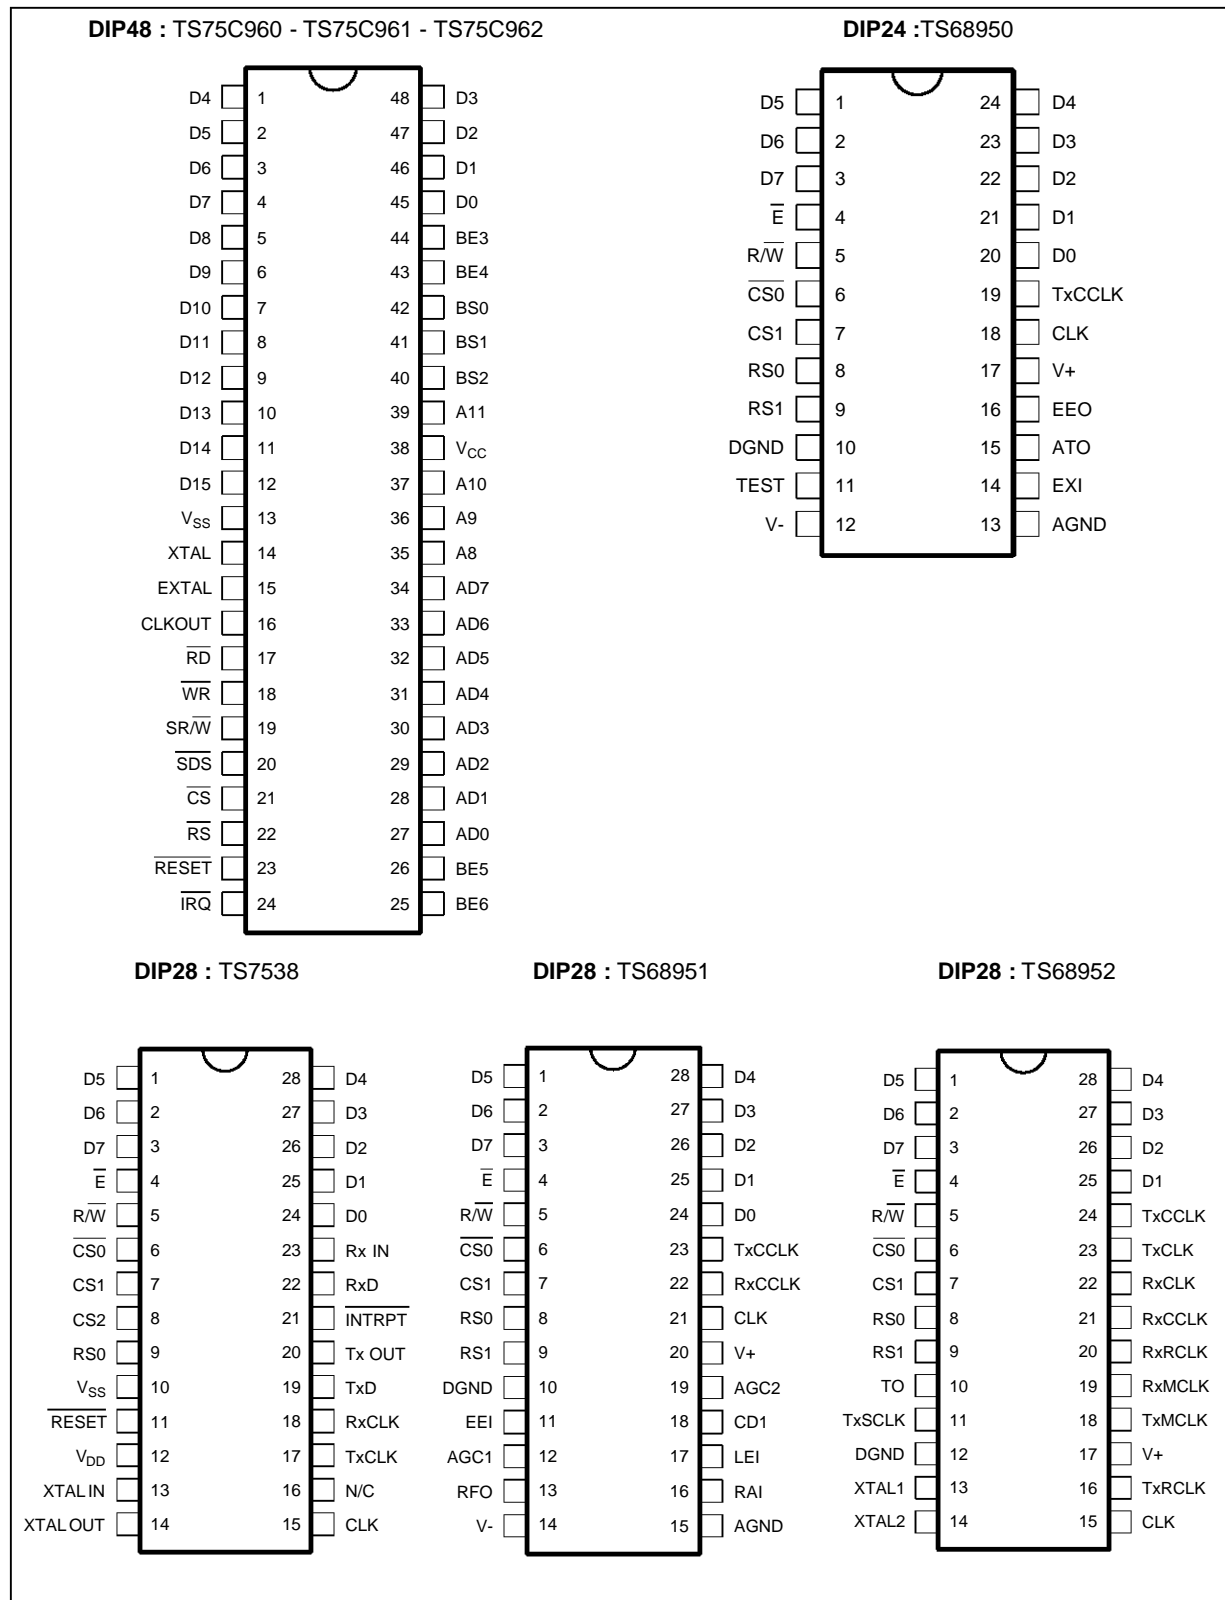 DIP48 : TS75C960 - TS75C961 - TS75C962
D4 1 48 D3
D5 2 47 D2
D6 3 46 D1
D7 4 45 D0
D8 5 44 BE3
D9 6 43 BE4
D10 7 42 BS0
D11 8 41 BS1
D12 9 40 BS2
D13 10 39 A11
D14 11 38 VCC
D15 12 37 A10
VSS 13 36 A9
XTAL 14 35 A8
EXTAL 15 34 AD7
CLKOUT 16 33 AD6
R̅D̅ 17 32 AD5
W̅R̅ 18 31 AD4
SR/W̅ 19 30 AD3
S̅D̅S̅ 20 29 AD2
C̅S̅ 21 28 AD1
R̅S̅ 22 27 AD0
R̅E̅S̅E̅T̅ 23 26 BE5
I̅R̅Q̅ 24 25 BE6
DIP24 :TS68950
D5 1 24 D4
D6 2 23 D3
D7 3 22 D2
E̅ 4 21 D1
R/W̅ 5 20 D0
C̅S̅0̅ 6 19 TxCCLK
CS1 7 18 CLK
RS0 8 17 V+
RS1 9 16 EEO
DGND 10 15 ATO
TEST 11 14 EXI
V- 12 13 AGND
DIP28 : TS7538
D5 1 28 D4
D6 2 27 D3
D7 3 26 D2
E̅ 4 25 D1
R/W̅ 5 24 D0
C̅S̅0̅ 6 23 Rx IN
CS1 7 22 RxD
CS2 8 21 I̅N̅T̅R̅P̅T̅
RS0 9 20 Tx OUT
VSS 10 19 TxD
R̅E̅S̅E̅T̅ 11 18 RxCLK
VDD 12 17 TxCLK
XTAL IN 13 16 N/C
XTAL OUT 14 15 CLK
DIP28 : TS68951
D5 1 28 D4
D6 2 27 D3
D7 3 26 D2
E̅ 4 25 D1
R/W̅ 5 24 D0
C̅S̅0̅ 6 23 TxCCLK
CS1 7 22 RxCCLK
RS0 8 21 CLK
RS1 9 20 V+
DGND 10 19 AGC2
EEI 11 18 CD1
AGC1 12 17 LEI
RFO 13 16 RAI
V- 14 15 AGND
DIP28 : TS68952
D5 1 28 D4
D6 2 27 D3
D7 3 26 D2
E̅ 4 25 D1
R/W̅ 5 24 TxCCLK
C̅S̅0̅ 6 23 TxCLK
CS1 7 22 RxCLK
RS0 8 21 RxCCLK
RS1 9 20 RxRCLK
TO 10 19 RxMCLK
TxSCLK 11 18 TxMCLK
DGND 12 17 V+
XTAL1 13 16 TxRCLK
XTAL2 14 15 CLK